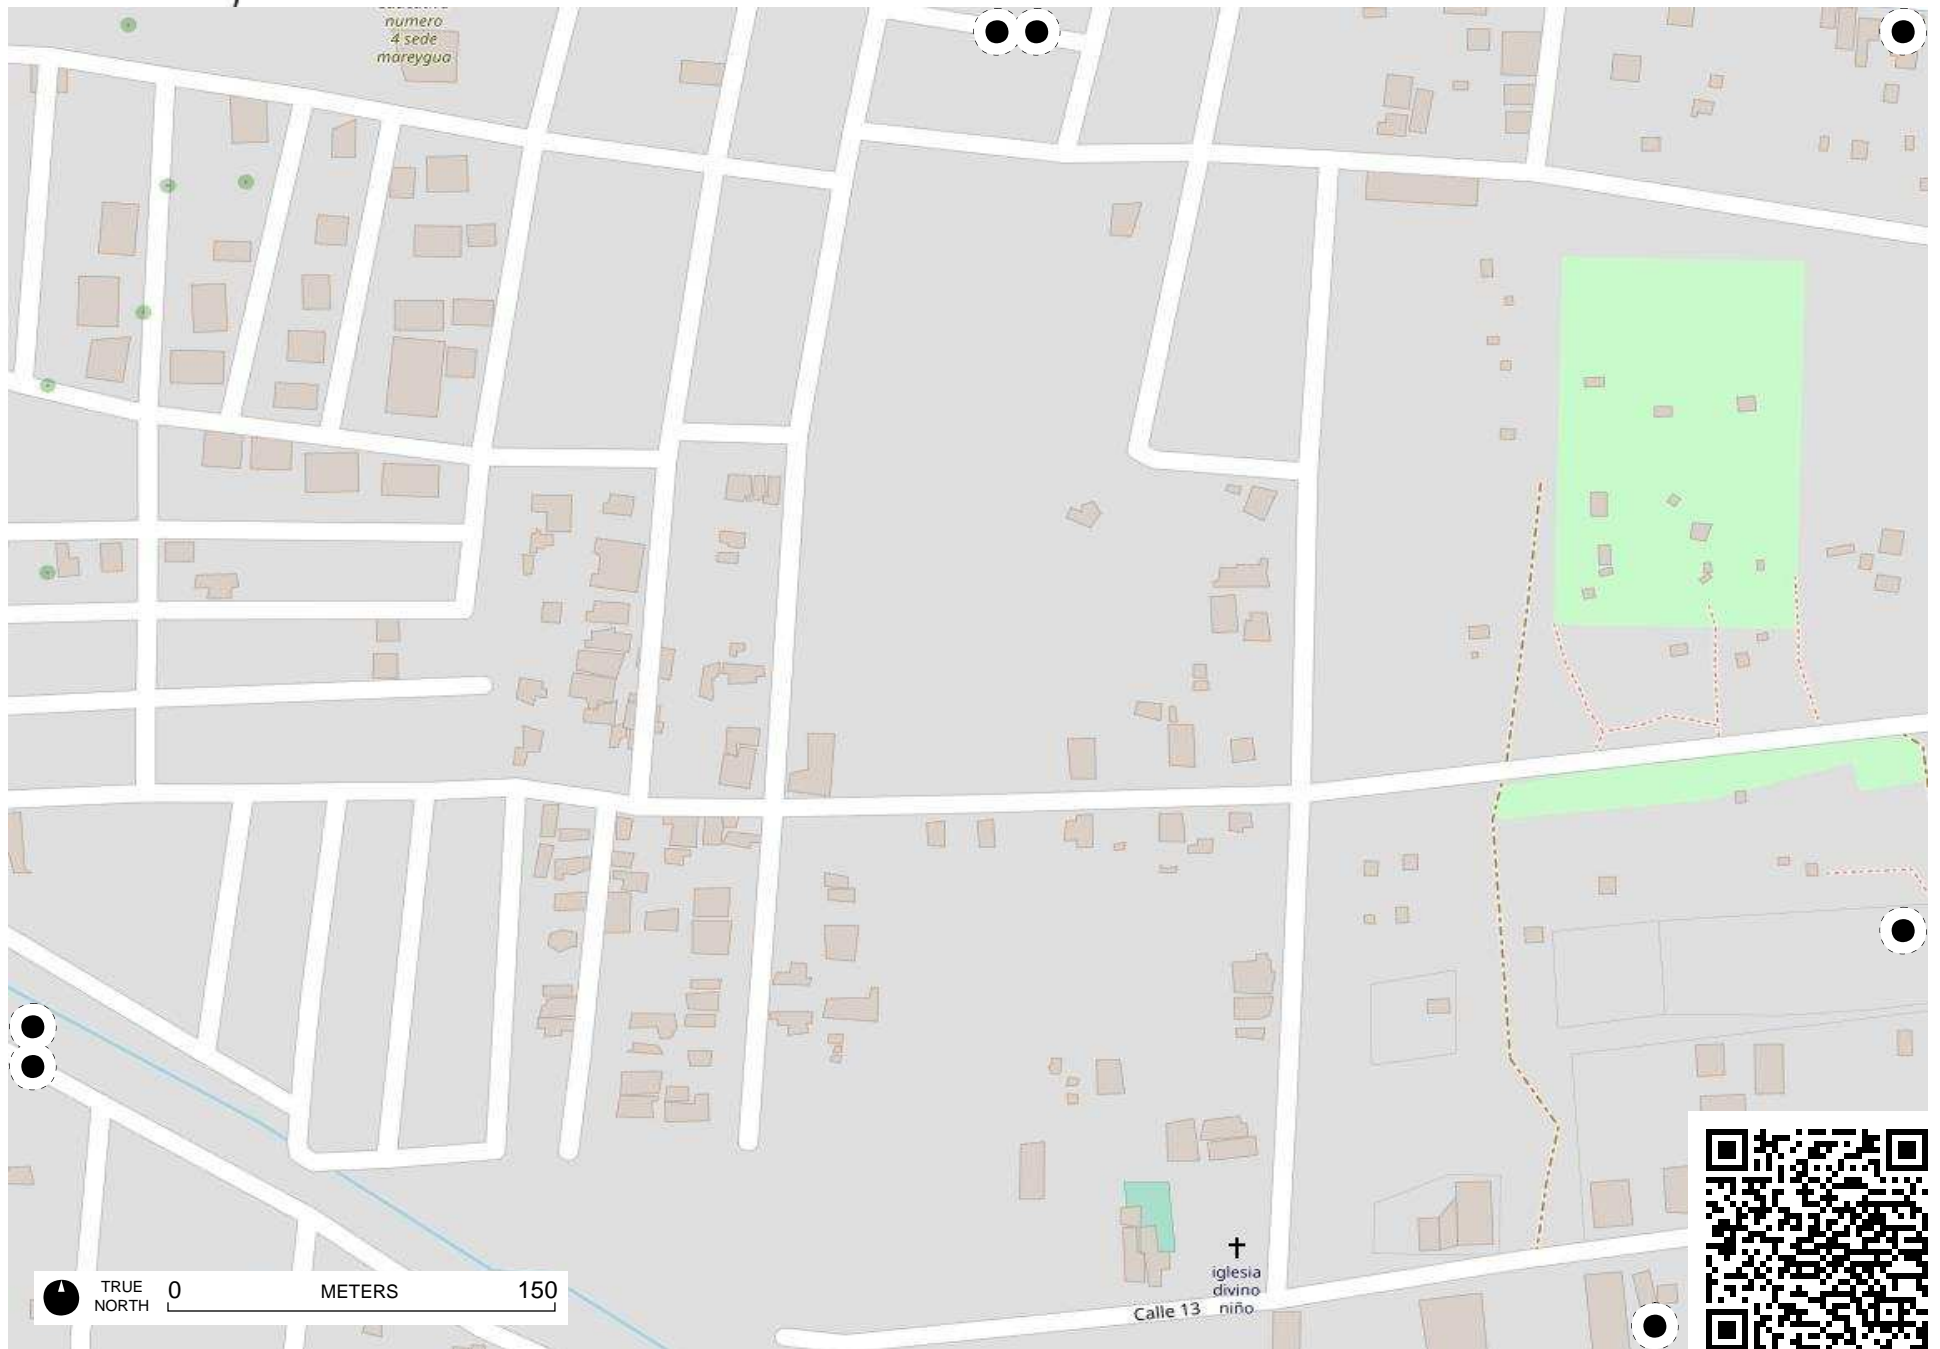 numero
4 sede
mareygua
TRUE
NORTH
0 METERS 150
iglesia
divino
niño
Calle 13